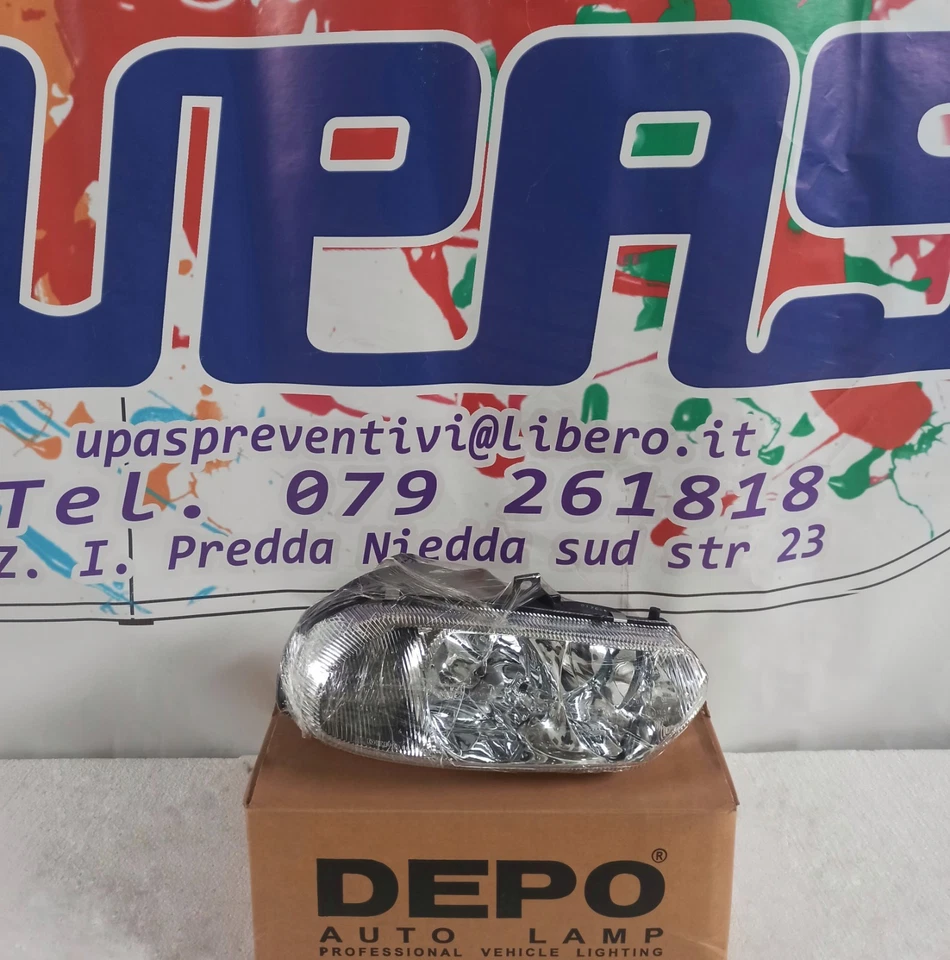 UPAS
upaspreventivi@libero.it
Tel. 079 261818
Z. I. Predda Niedda sud str 23
DEPO®
AUTO LAMP
PROFESSIONAL VEHICLE LIGHTING